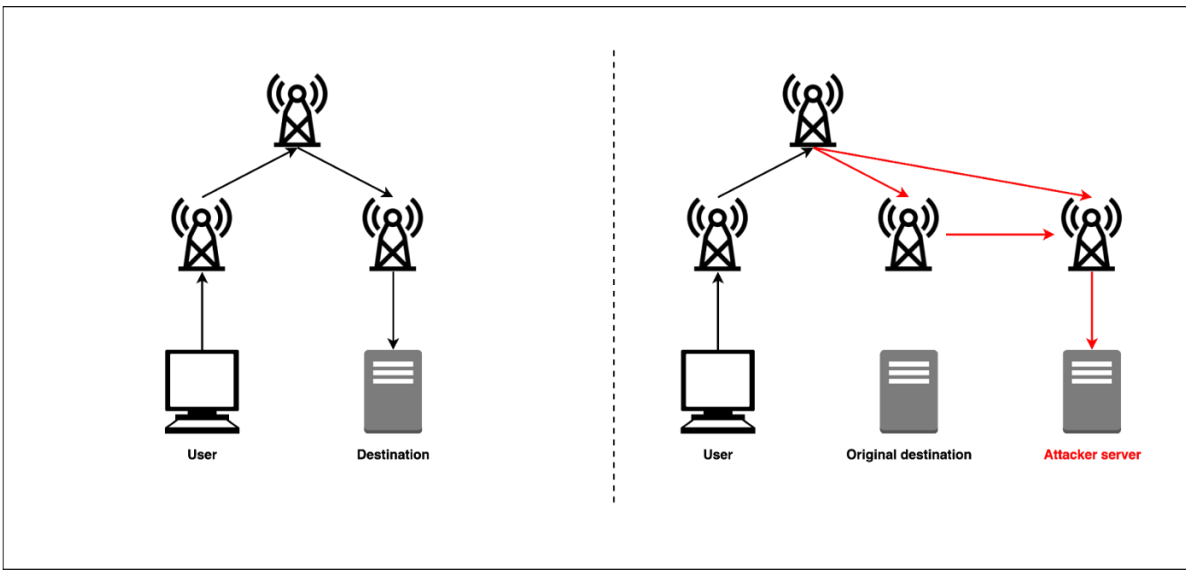 User
Destination
User
Original destination
Attacker server